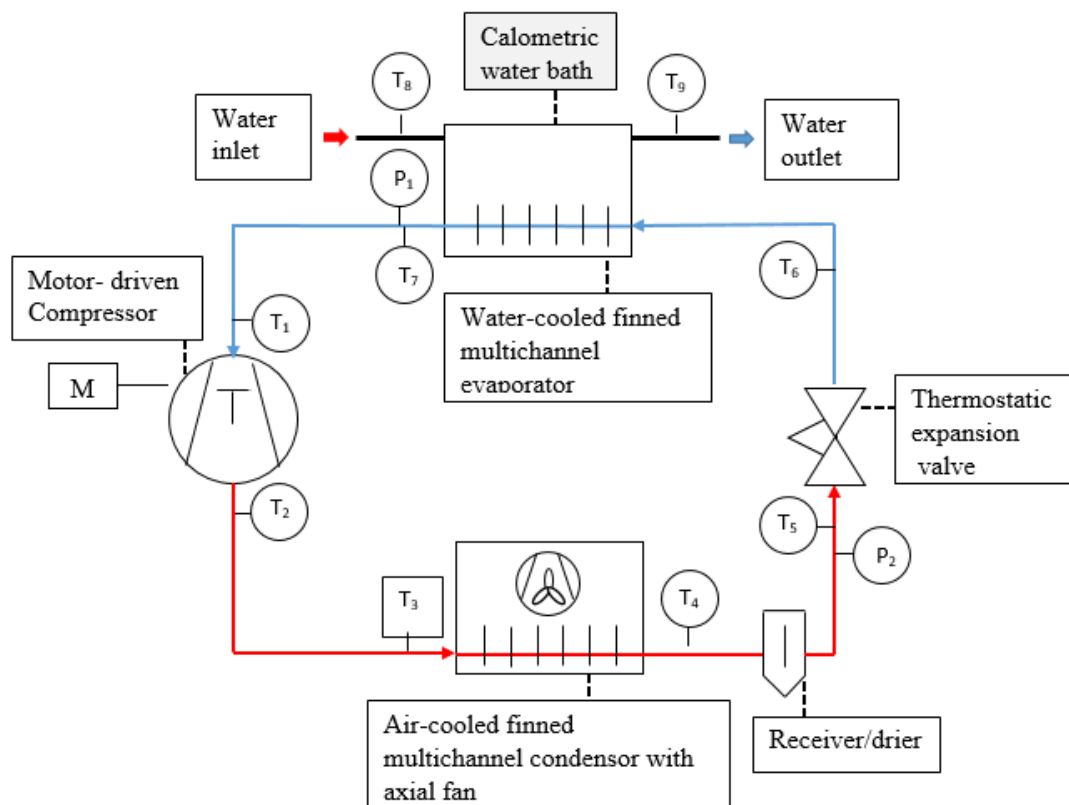 Calometric
water bath
T8
T9
Water
inlet
Water
outlet
P1
T7
T6
Motor- driven
Compressor
T1
M
Water-cooled finned
multichannel
evaporator
Thermostatic
expansion
valve
T2
T5
P2
T3
T4
Air-cooled finned
multichannel condensor with
axial fan
Receiver/drier